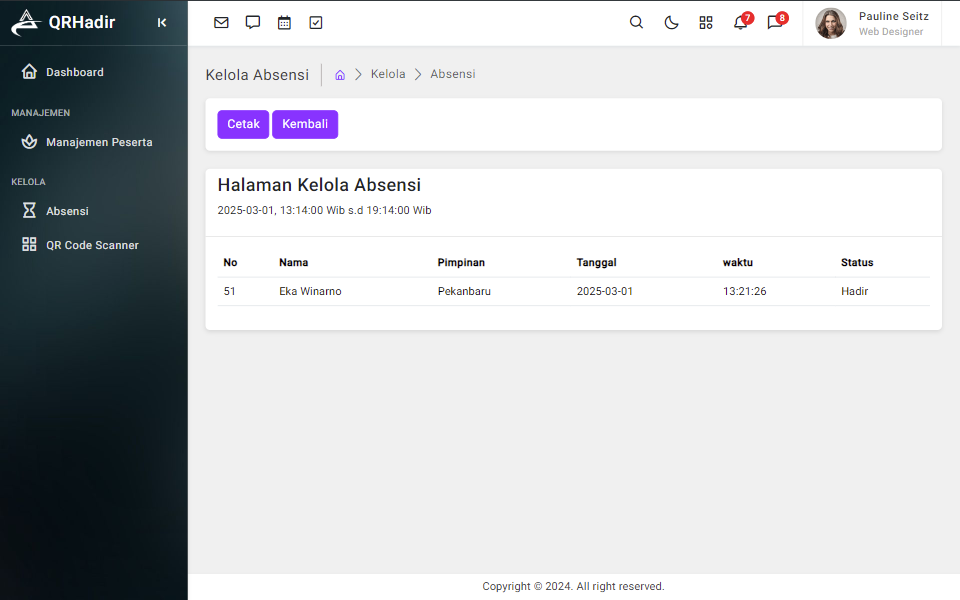 QRHadir
7
8
Pauline Seitz
Web Designer
Dashboard
MANAJEMEN
Manajemen Peserta
KELOLA
Absensi
QR Code Scanner
Kelola Absensi
Kelola
Absensi
Cetak
Kembali
Halaman Kelola Absensi
2025-03-01, 13:14:00 Wib s.d 19:14:00 Wib
No Nama Pimpinan Tanggal waktu Status
51 Eka Winarno Pekanbaru 2025-03-01 13:21:26 Hadir
Copyright © 2024. All right reserved.